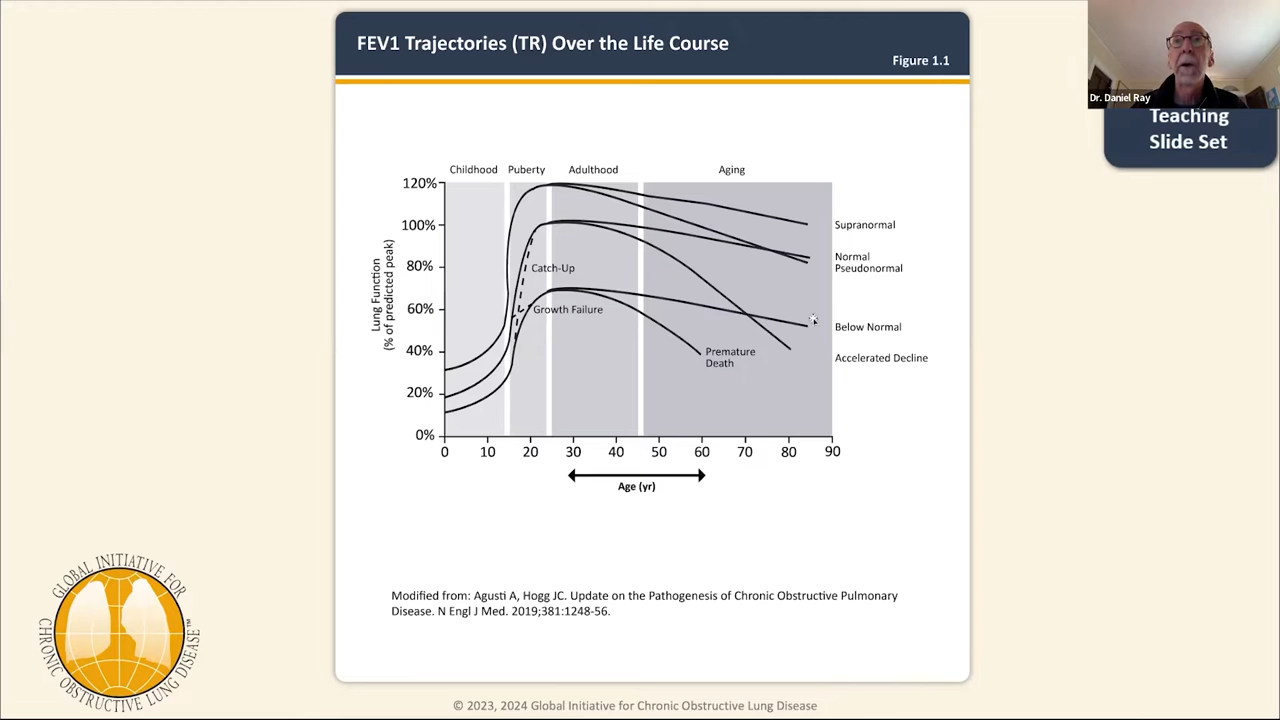 FEV1 Trajectories (TR) Over the Life Course
Figure 1.1
Dr. Daniel Ray
Teaching
Slide Set
Childhood Puberty Adulthood Aging
120%
100%
80%
60%
40%
20%
0%
Lung Function
(% of predicted peak)
Catch-Up
Growth Failure
Premature
Death
Supranormal
Normal
Pseudonormal
Below Normal
Accelerated Decline
0 10 20 30 40 50 60 70 80 90
Age (yr)
Modified from: Agusti A, Hogg JC. Update on the Pathogenesis of Chronic Obstructive Pulmonary
Disease. N Engl J Med. 2019;381:1248-56.
GLOBAL INITIATIVE FOR
CHRONIC OBSTRUCTIVE LUNG DISEASE™
© 2023, 2024 Global Initiative for Chronic Obstructive Lung Disease